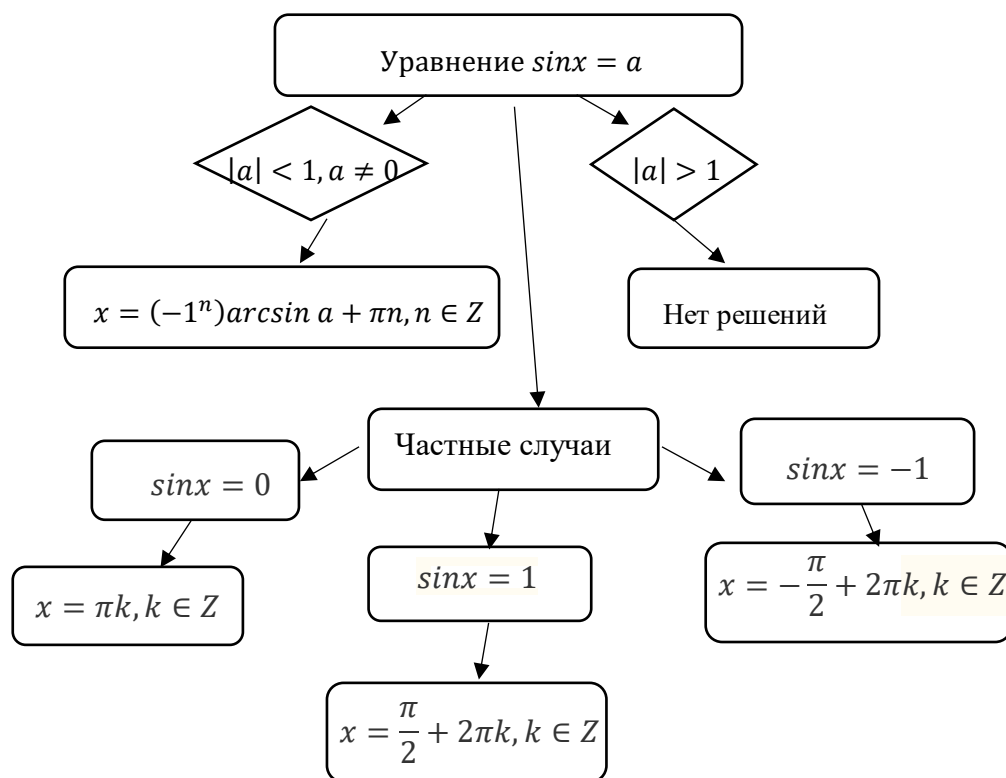 Уравнение sinx = a
|a| < 1, a ≠ 0
|a| > 1
x = (−1ⁿ)arcsin a + πn, n ∈ Z
Нет решений
Частные случаи
sinx = 0
sinx = −1
sinx = 1
x = πk, k ∈ Z
x = −π/2 + 2πk, k ∈ Z
x = π/2 + 2πk, k ∈ Z